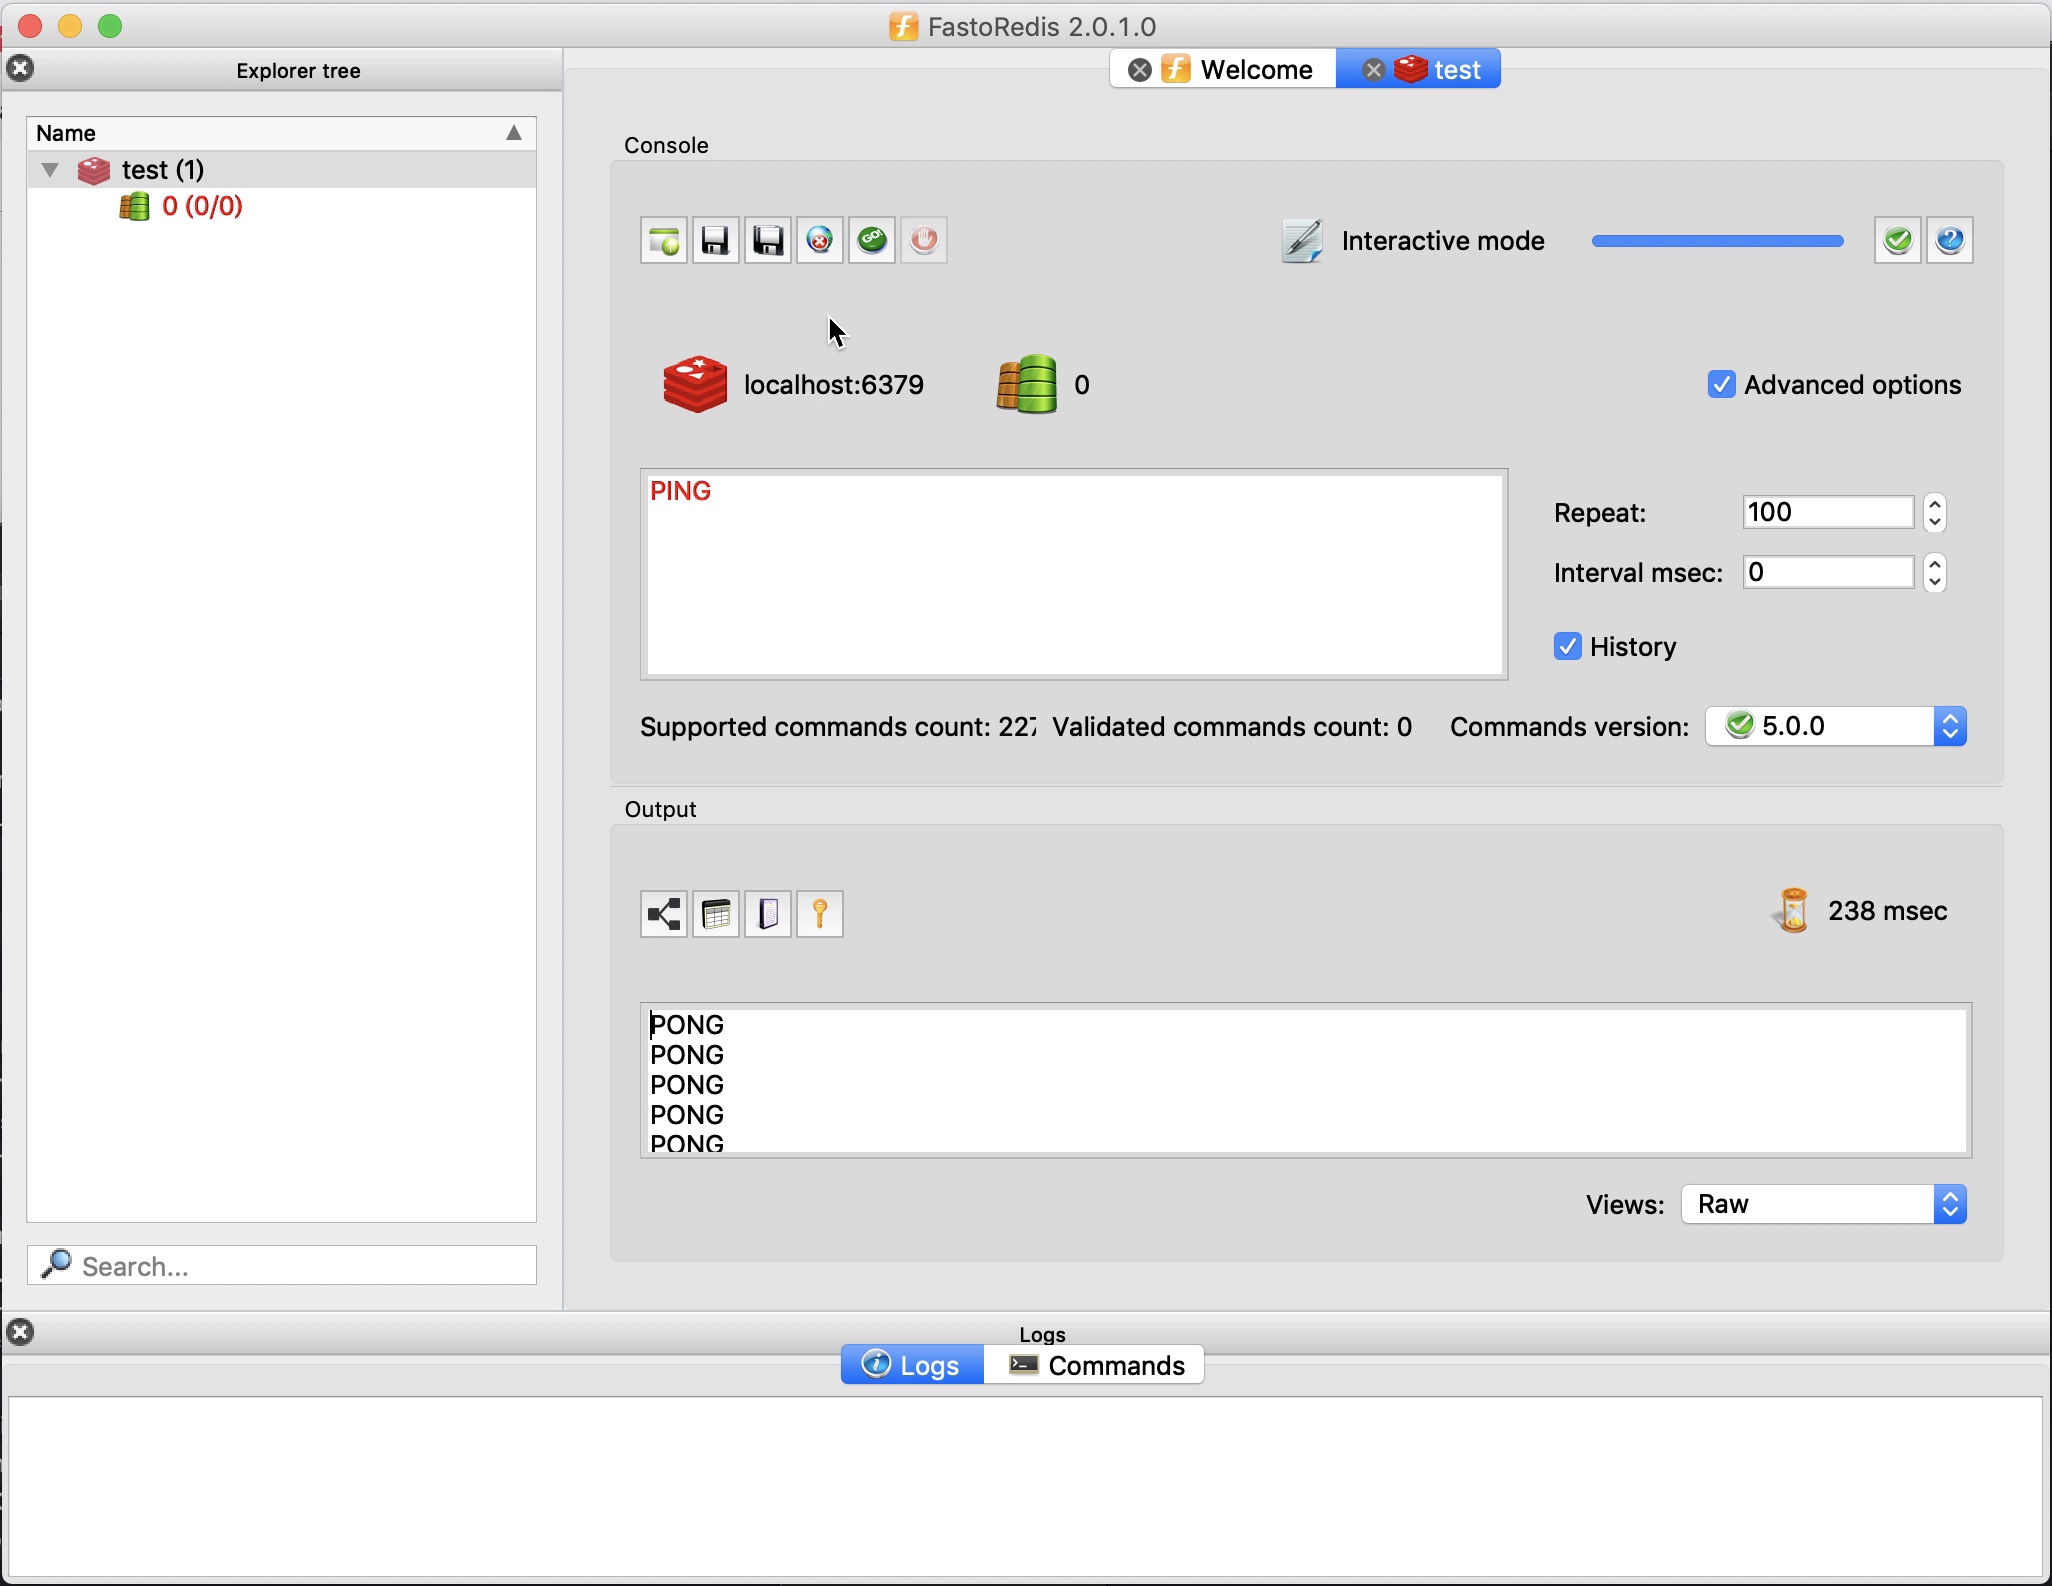 FastoRedis 2.0.1.0
Explorer tree
Welcome
test
Name
test (1)
0 (0/0)
Search...
Console
GO!
Interactive mode
localhost:6379
0
Advanced options
PING
Repeat: 100
Interval msec: 0
History
Supported commands count: 227 Validated commands count: 0 Commands version: 5.0.0
Output
238 msec
PONG
PONG
PONG
PONG
PONG
Views: Raw
Logs
Logs
Commands